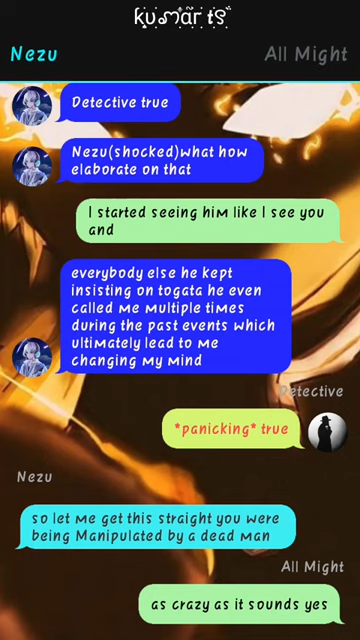 kumar ts
Nezu
All Might
Detective true
Nezu(shocked)what how
elaborate on that
I started seeing him like I see you
and
everybody else he kept
insisting on togata he even
called me multiple times
during the past events which
ultimately lead to me
changing my mind
Detective
*panicking* true
Nezu
so let me get this straight you were
being Manipulated by a dead man
All Might
as crazy as it sounds yes